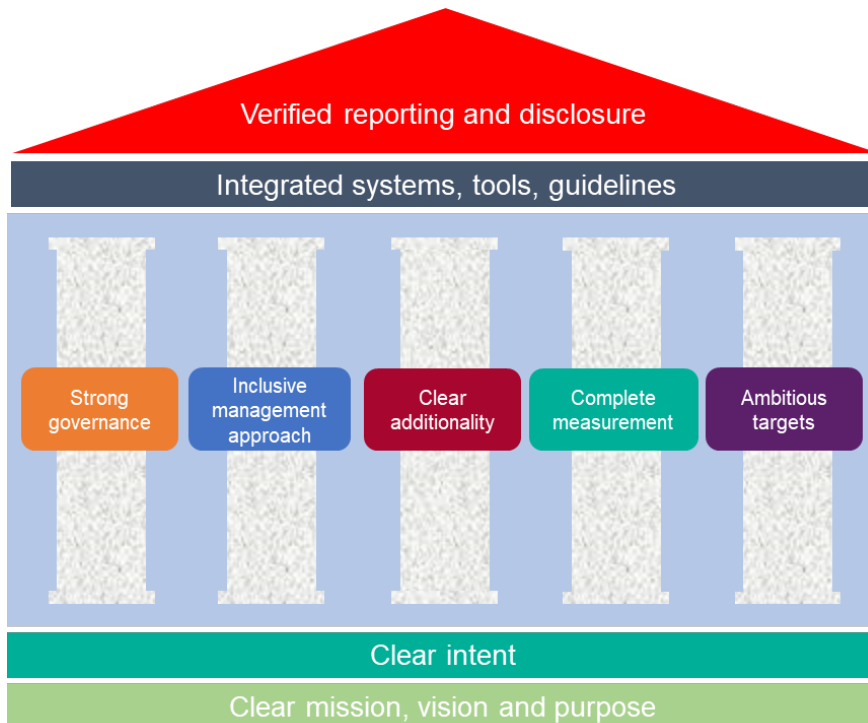 Verified reporting and disclosure
Integrated systems, tools, guidelines
Strong
governance
Inclusive
management
approach
Clear
additionality
Complete
measurement
Ambitious
targets
Clear intent
Clear mission, vision and purpose